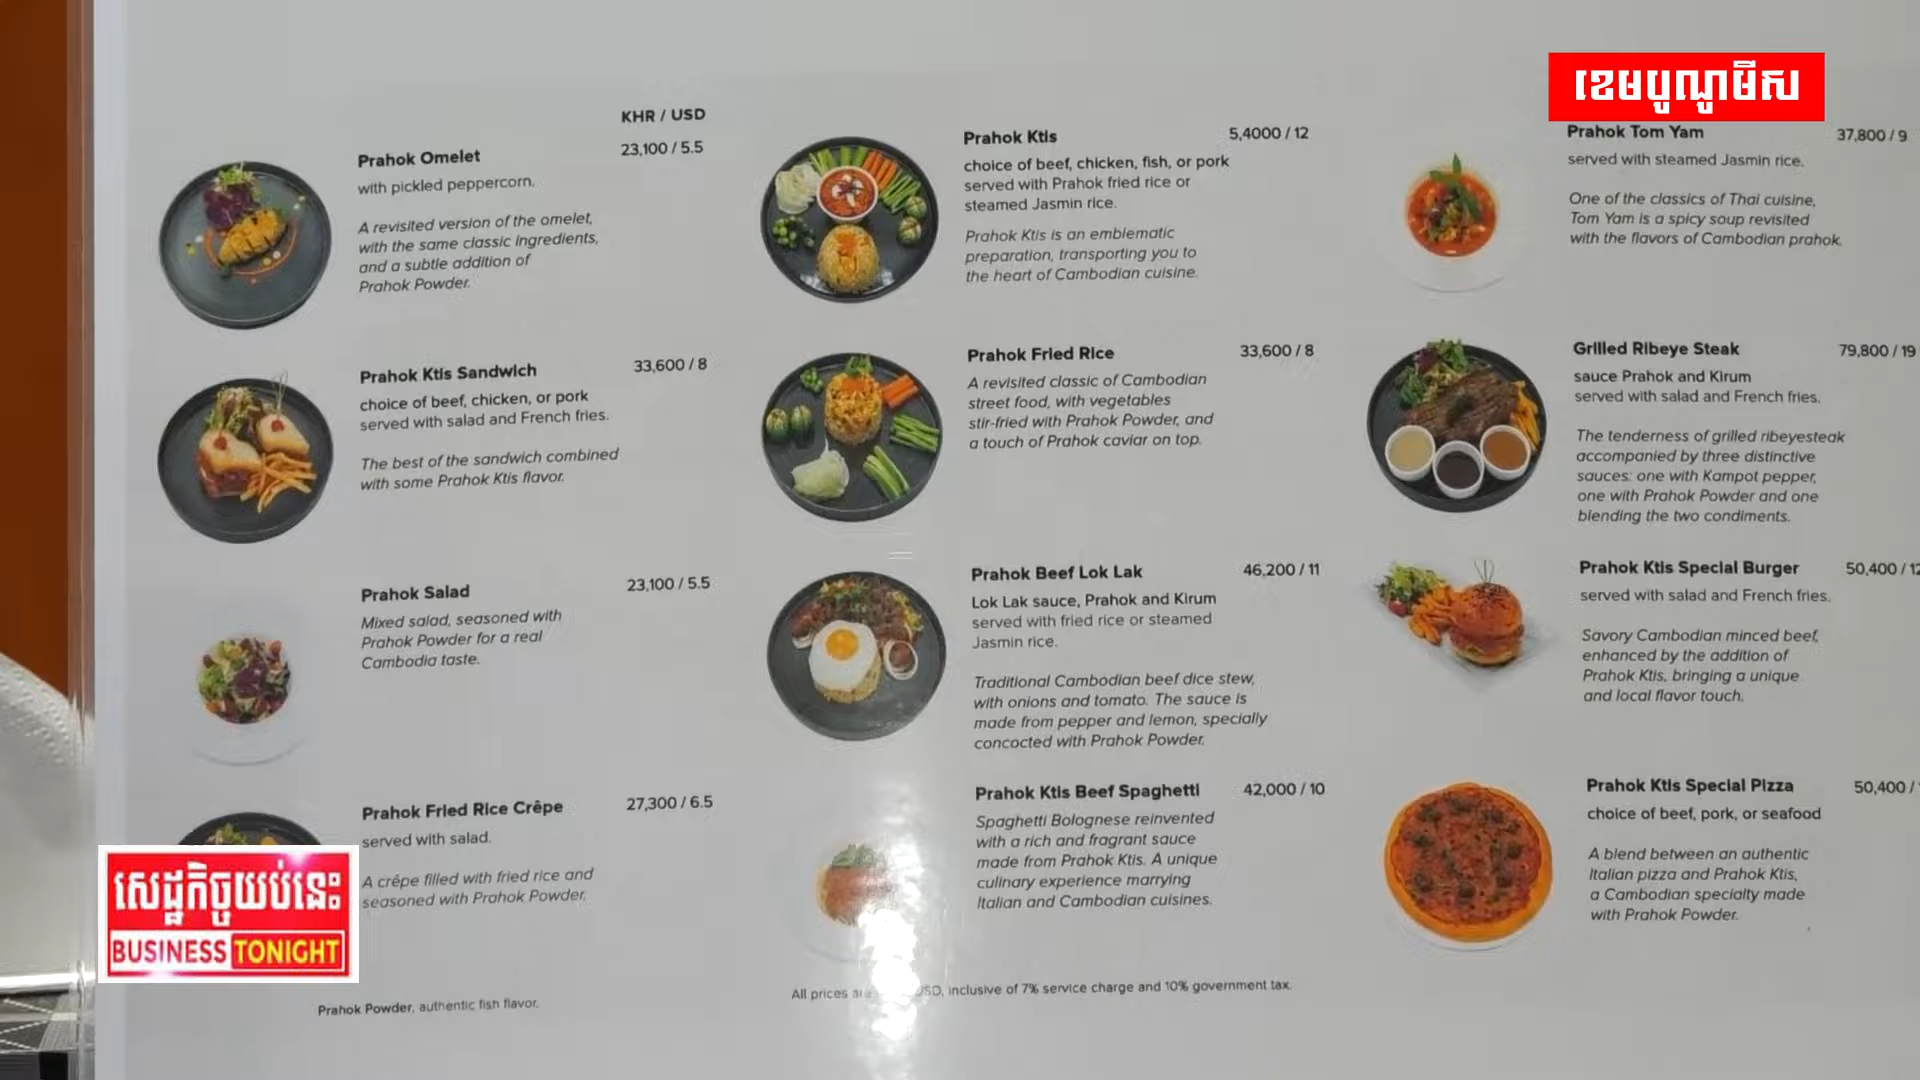 ខេមបូណូមីស
KHR / USD
Prahok Omelet 23,100 / 5.5
with pickled peppercorn.
A revisited version of the omelet,
with the same classic ingredients,
and a subtle addition of
Prahok Powder.
Prahok Ktis Sandwich 33,600 / 8
choice of beef, chicken, or pork
served with salad and French fries.
The best of the sandwich combined
with some Prahok Ktis flavor.
Prahok Salad 23,100 / 5.5
Mixed salad, seasoned with
Prahok Powder for a real
Cambodia taste.
Prahok Fried Rice Crêpe 27,300 / 6.5
served with salad.
A crêpe filled with fried rice and
seasoned with Prahok Powder.
Prahok Powder, authentic fish flavor.
Prahok Ktis 5,4000 / 12
choice of beef, chicken, fish, or pork
served with Prahok fried rice or
steamed Jasmin rice.
Prahok Ktis is an emblematic
preparation, transporting you to
the heart of Cambodian cuisine.
Prahok Fried Rice 33,600 / 8
A revisited classic of Cambodian
street food, with vegetables
stir-fried with Prahok Powder, and
a touch of Prahok caviar on top.
Prahok Beef Lok Lak 46,200 / 11
Lok Lak sauce, Prahok and Kirum
served with fried rice or steamed
Jasmin rice.
Traditional Cambodian beef dice stew,
with onions and tomato. The sauce is
made from pepper and lemon, specially
concocted with Prahok Powder.
Prahok Ktis Beef Spaghetti 42,000 / 10
Spaghetti Bolognese reinvented
with a rich and fragrant sauce
made from Prahok Ktis. A unique
culinary experience marrying
Italian and Cambodian cuisines.
All prices USD, inclusive of 7% service charge and 10% government tax.
Prahok Tom Yam 37,800 / 9
served with steamed Jasmin rice.
One of the classics of Thai cuisine,
Tom Yam is a spicy soup revisited
with the flavors of Cambodian prahok.
Grilled Ribeye Steak 79,800 / 19
sauce Prahok and Kirum
served with salad and French fries.
The tenderness of grilled ribeyesteak
accompanied by three distinctive
sauces: one with Kampot pepper,
one with Prahok Powder and one
blending the two condiments.
Prahok Ktis Special Burger 50,400 / 12
served with salad and French fries.
Savory Cambodian minced beef,
enhanced by the addition of
Prahok Ktis, bringing a unique
and local flavor touch.
Prahok Ktis Special Pizza 50,400 /
choice of beef, pork, or seafood
A blend between an authentic
Italian pizza and Prahok Ktis,
a Cambodian specialty made
with Prahok Powder.
សេដ្ឋកិច្ចយប់នេះ
BUSINESS TONIGHT